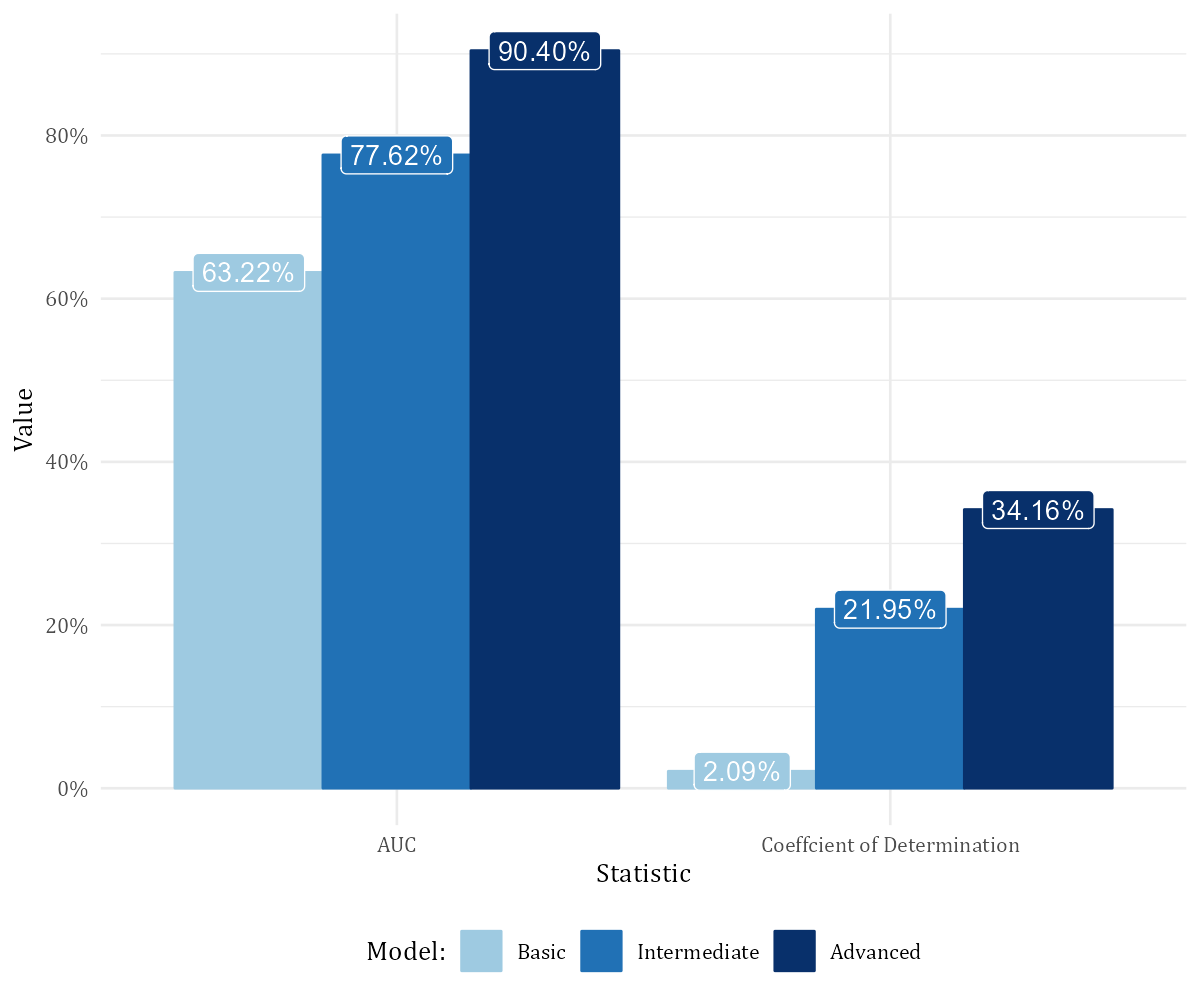 90.40%
80%
77.62%
63.22%
60%
Value
40%
34.16%
21.95%
20%
2.09%
0%
AUC
Coeffcient of Determination
Statistic
Model: Basic Intermediate Advanced